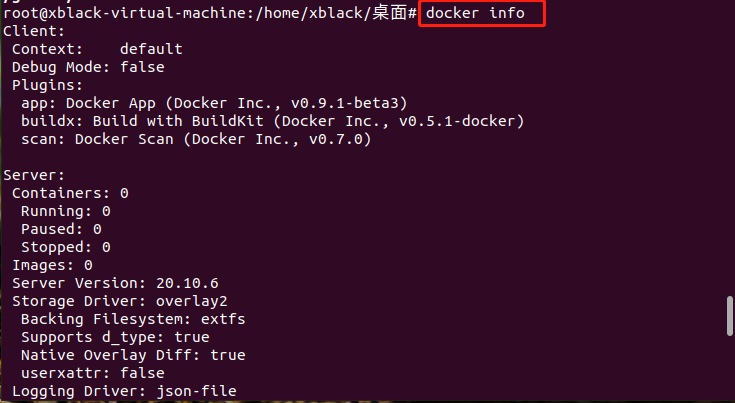 root@xblack-virtual-machine:/home/xblack/桌面# docker info
Client:
 Context:    default
 Debug Mode: false
 Plugins:
  app: Docker App (Docker Inc., v0.9.1-beta3)
  buildx: Build with BuildKit (Docker Inc., v0.5.1-docker)
  scan: Docker Scan (Docker Inc., v0.7.0)

Server:
 Containers: 0
  Running: 0
  Paused: 0
  Stopped: 0
 Images: 0
 Server Version: 20.10.6
 Storage Driver: overlay2
  Backing Filesystem: extfs
  Supports d_type: true
  Native Overlay Diff: true
  userxattr: false
 Logging Driver: json-file